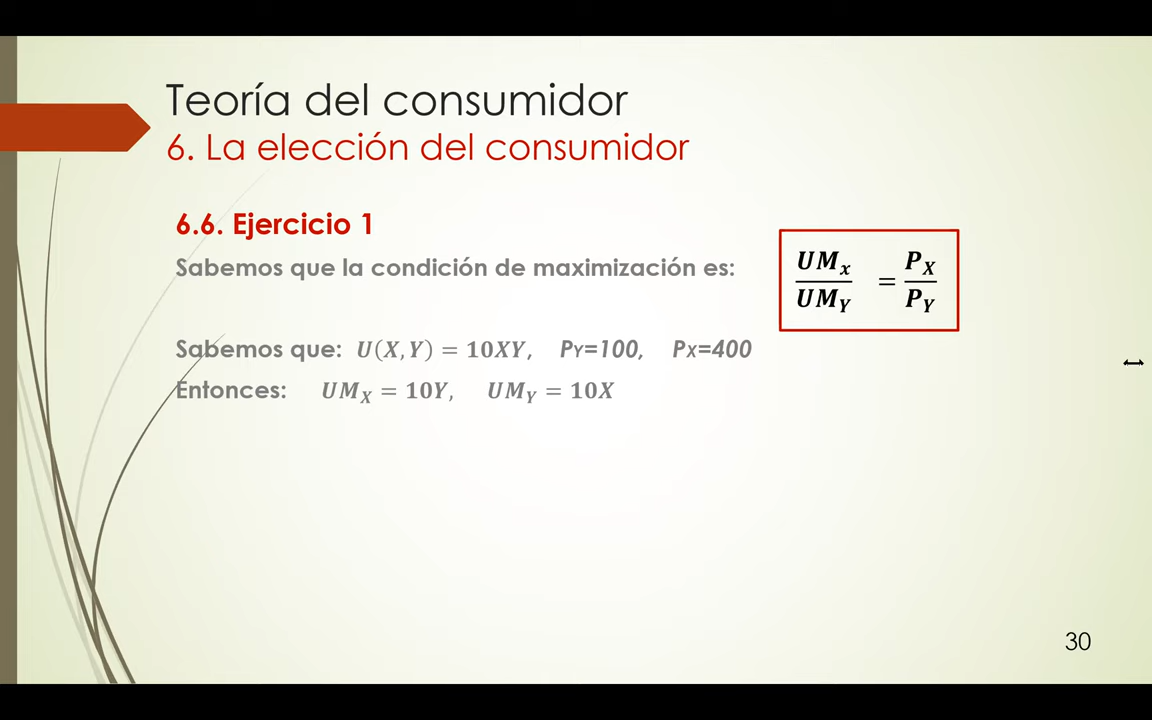 Teoría del consumidor
6. La elección del consumidor
6.6. Ejercicio 1
Sabemos que la condición de maximización es:
UMx / UMY = PX / PY
Sabemos que: U(X,Y) = 10XY, PY=100, PX=400
Entonces: UMX = 10Y, UMY = 10X
30